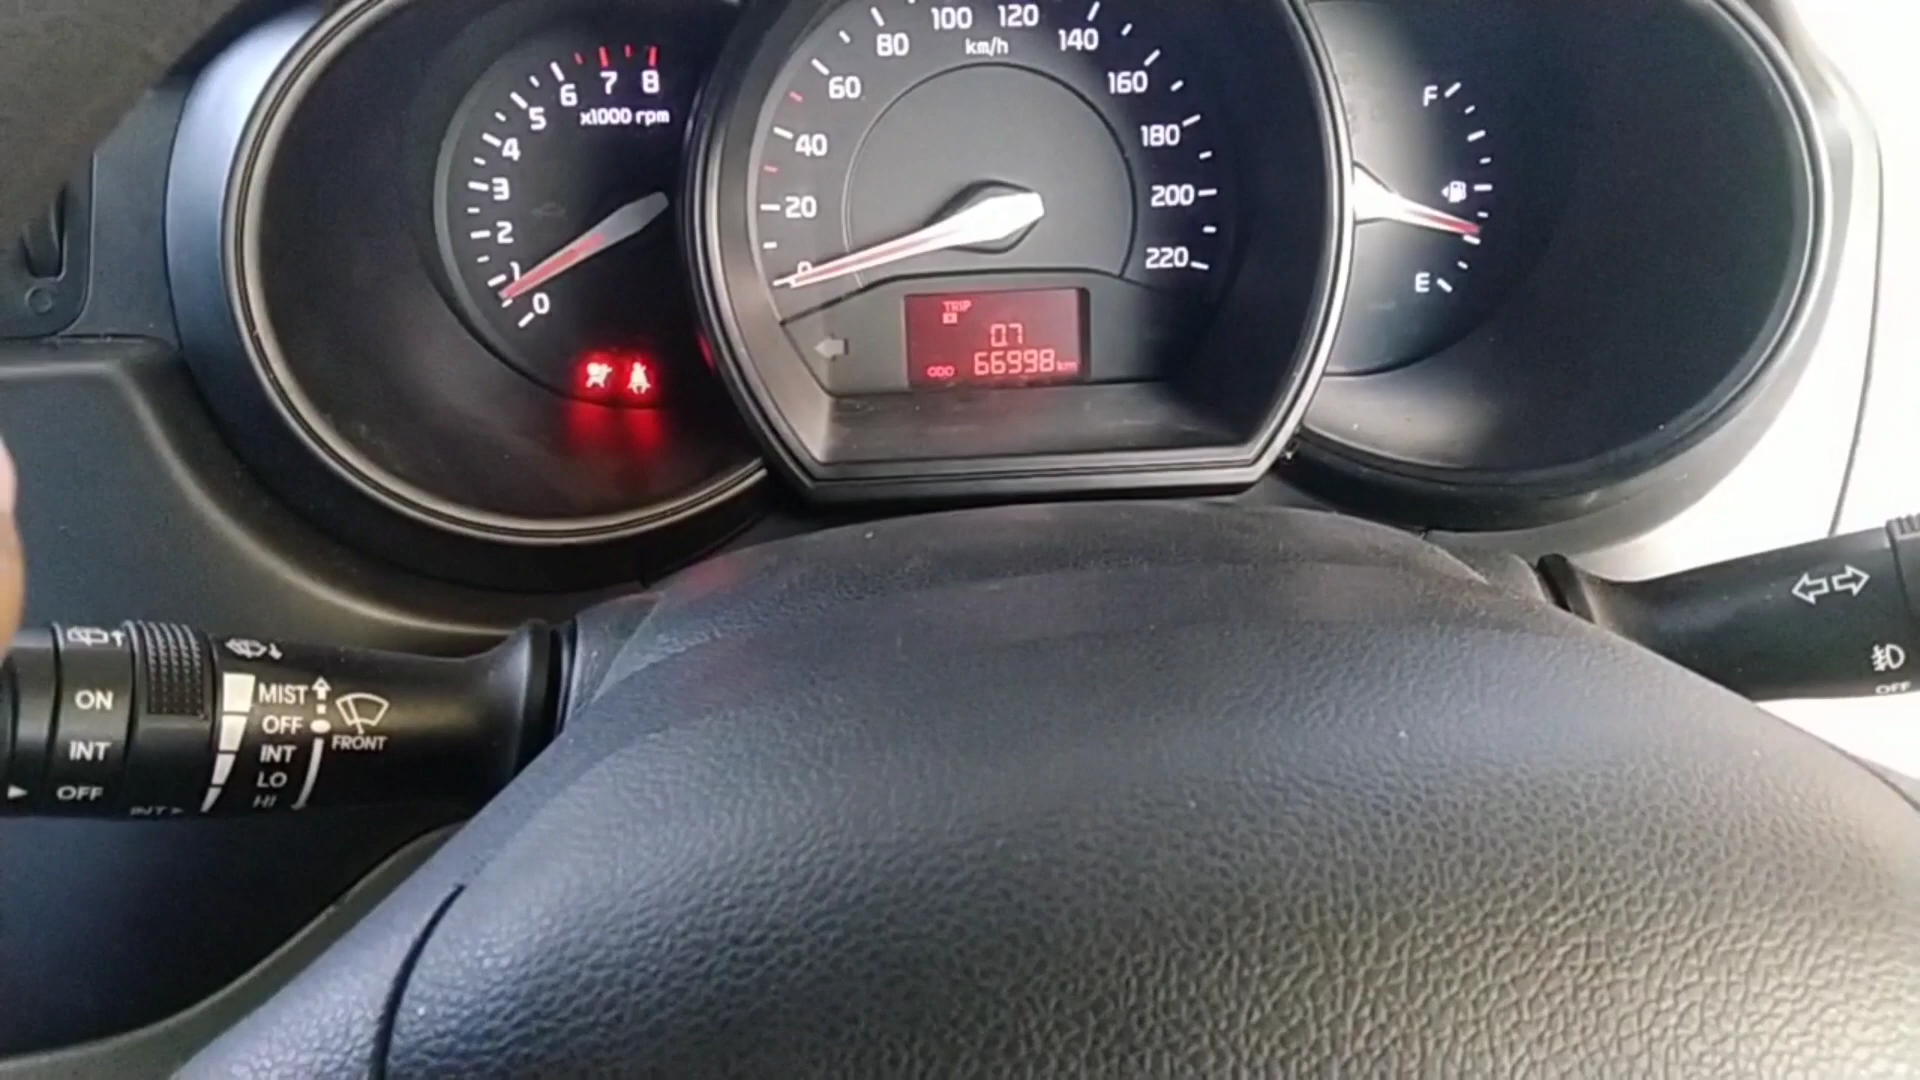 100 120
80 km/h 140
60 160
40 180
20 200
0 220
7 8
6
5 x1000 rpm
4
3
2
1
0
F
E
TRIP
0.7
ODO 66998 km
ON
INT
OFF
INT
MIST
OFF
INT
LO
HI
FRONT
OFF